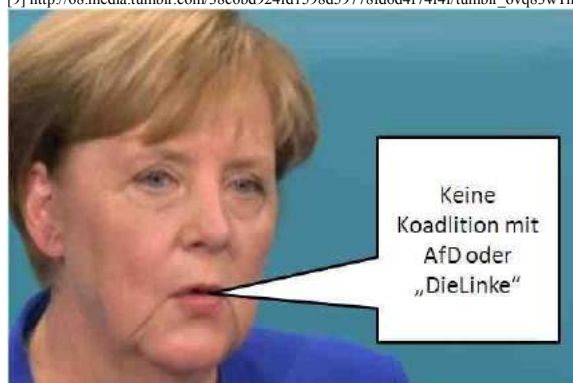 Keine
Koadlition mit
AfD oder
„DieLinke“